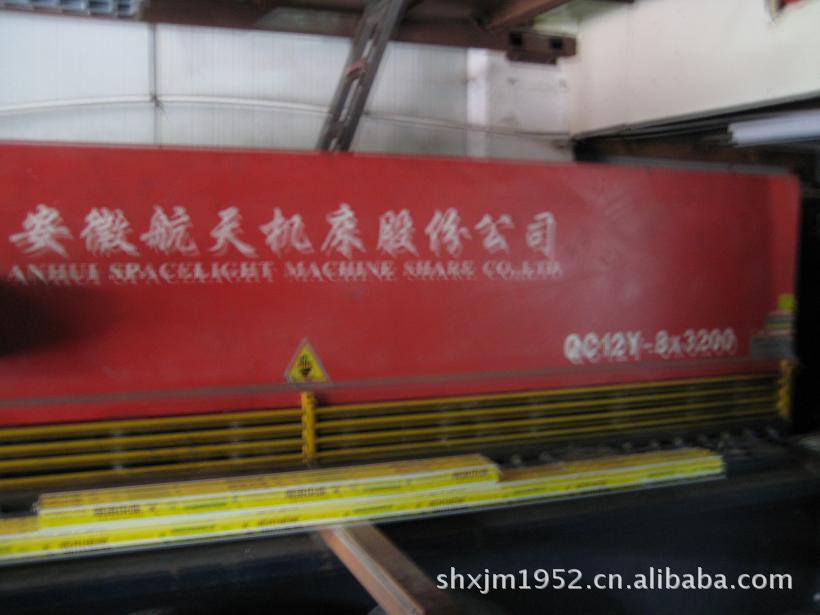 安徽航天机床股份公司
ANHUI SPACELIGHT MACHINE SHARE CO.,LTD
QC12Y-8x3200
shxjm1952.cn.alibaba.com